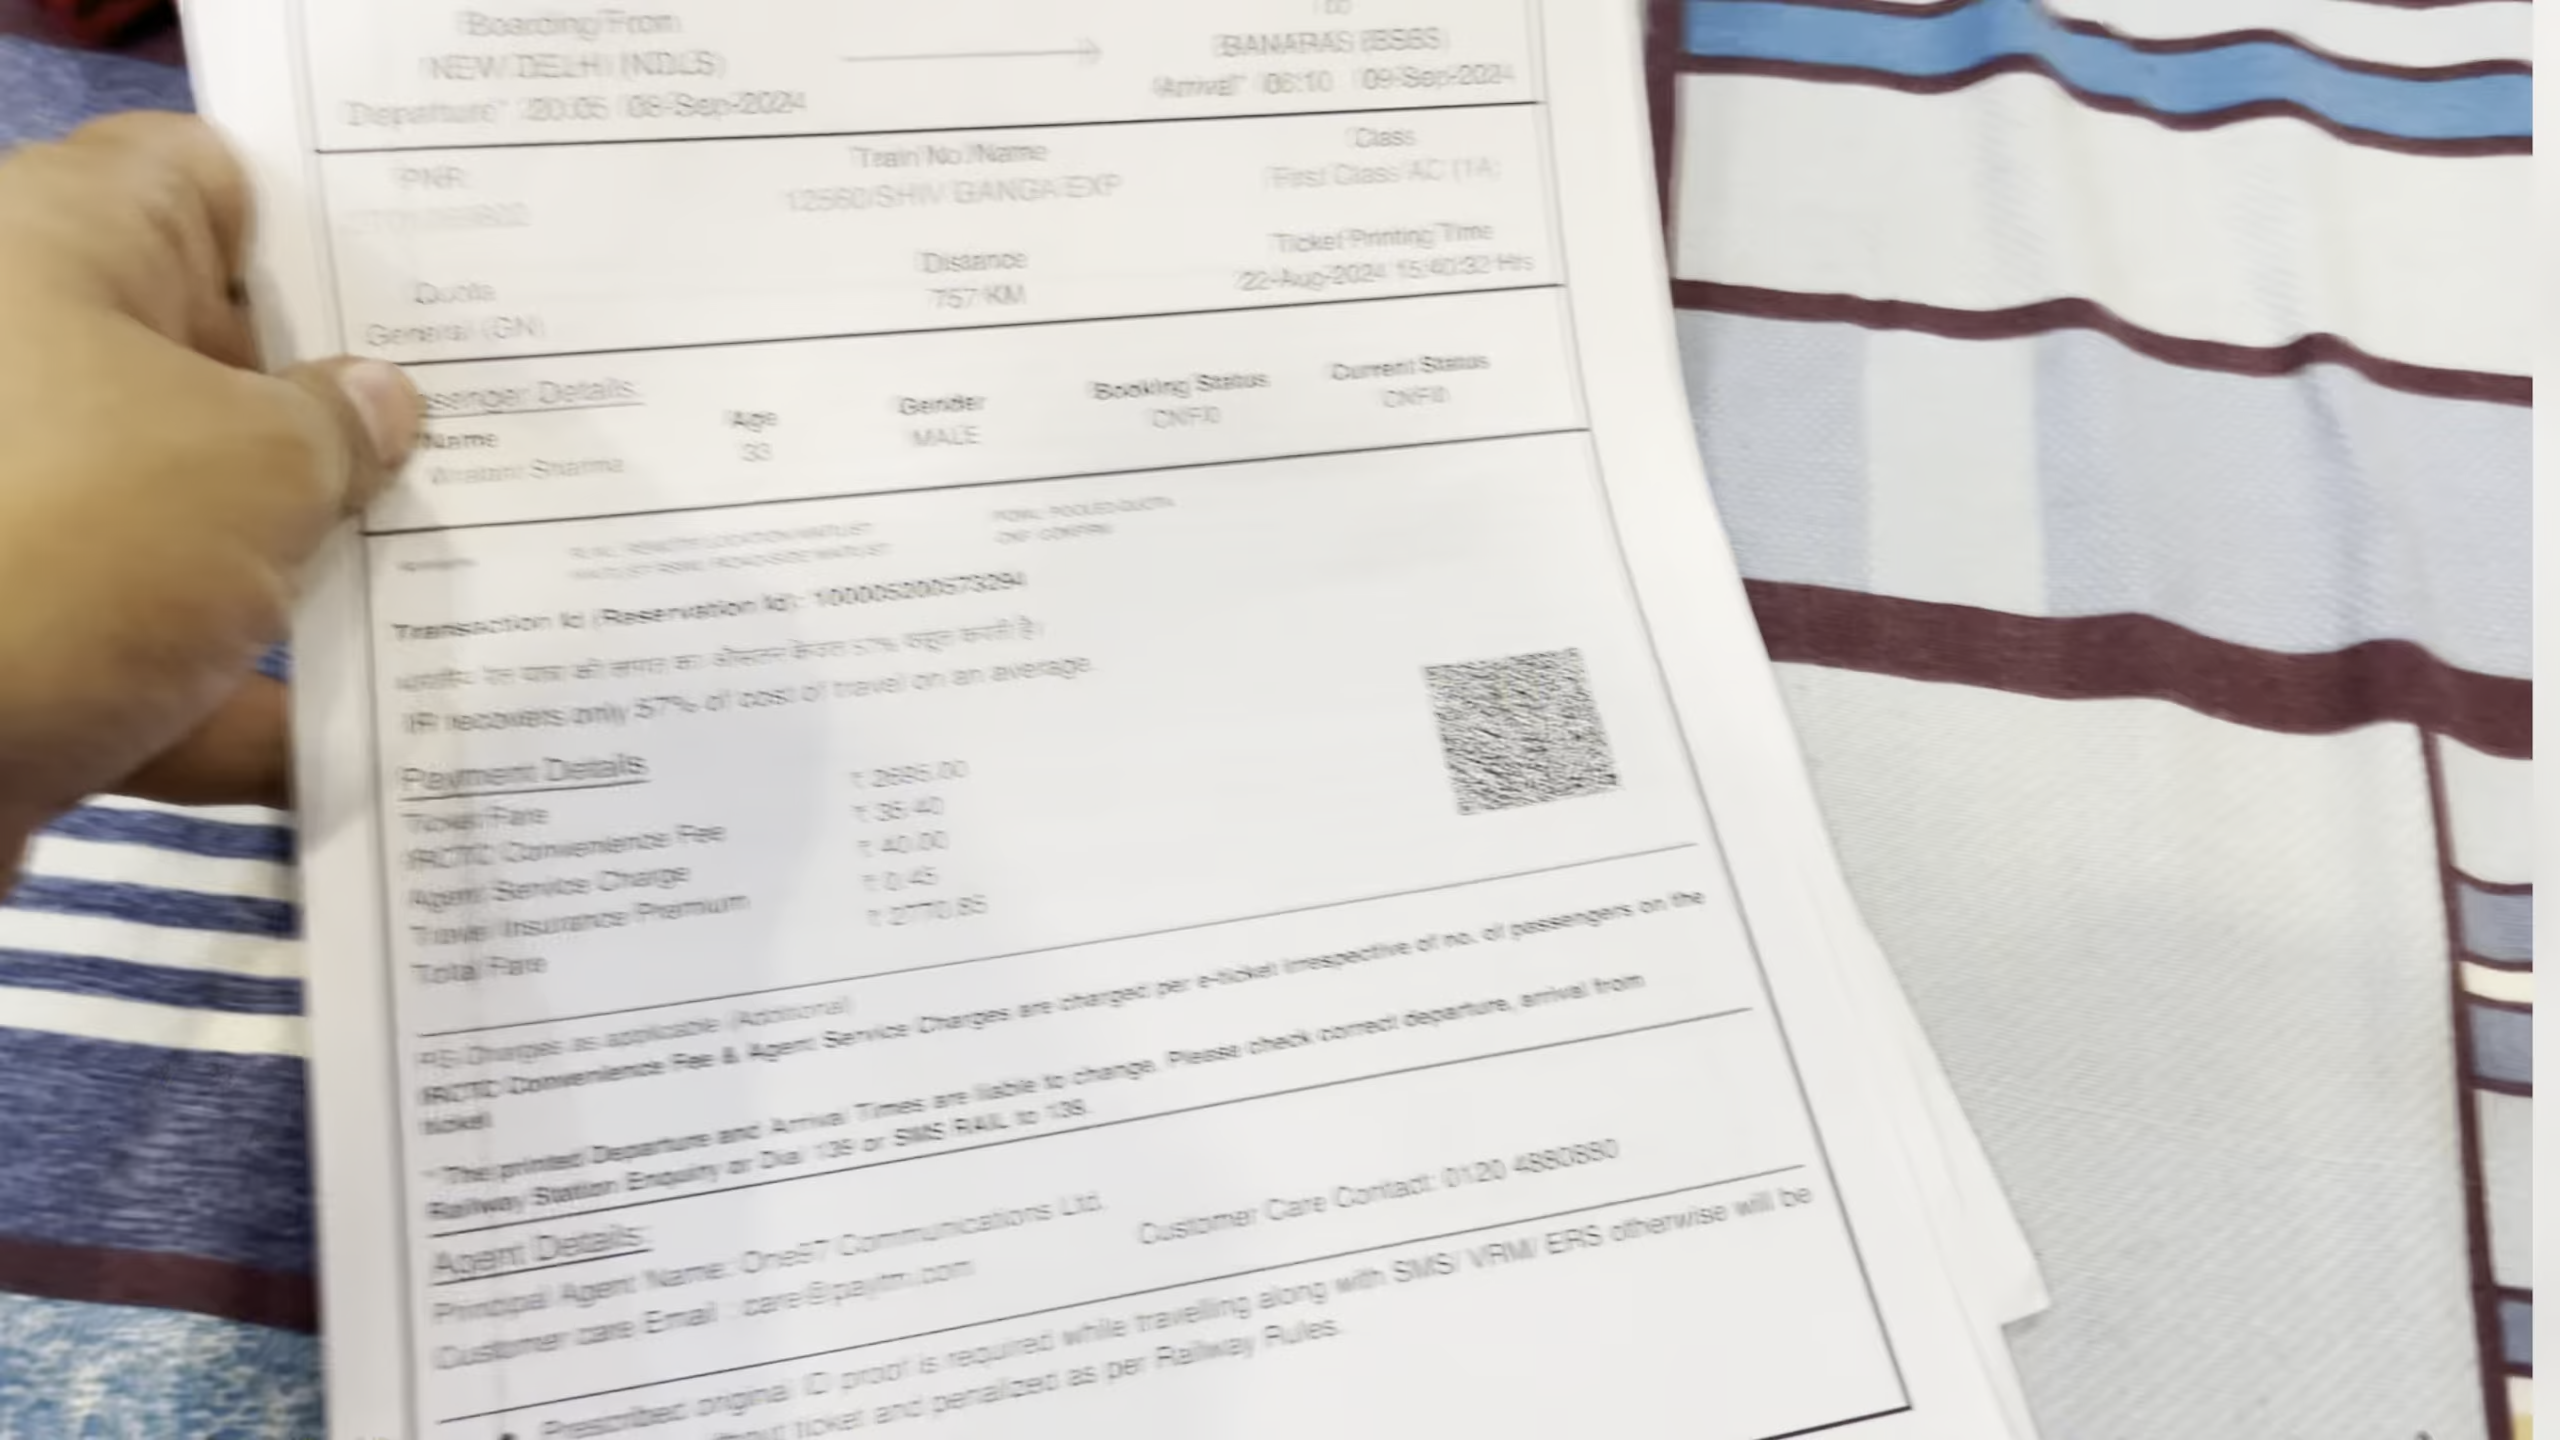 Boarding From
To
NEW DELHI (NDLS)
BANARAS (BSBS)
Departure* 20:05 08-Sep-2024
Arrival* 06:10 09-Sep-2024
PNR
Train No./Name
Class
12560/SHIV GANGA EXP
First Class AC (1A)
Quota
Distance
Ticket Printing Time
General (GN)
757 KM
22-Aug-2024 15:40:32 Hrs
ssenger Details:
Name
Age
Gender
Booking Status
Current Status
Sharma
33
MALE
CNF/0
CNF/0
Transaction Id (Reservation Id): 100005200573294
की लागत का औसतन केवल 57% वसूल करती है।
IR recovers only 57% of cost of travel on an average.
Payment Details
Ticket Fare ₹ 2695.00
IRCTC Convenience Fee ₹ 35.40
Agent Service Charge ₹ 40.00
Travel Insurance Premium ₹ 0.45
Total Fare ₹ 2770.85
PG Charges as applicable (Additional)
IRCTC Convenience Fee & Agent Service Charges are charged per e-ticket irrespective of no. of passengers on the
ticket
* The printed Departure and Arrival Times are liable to change. Please check correct departure, arrival from
Railway Station Enquiry or Dial 139 or SMS RAIL to 139.
Agent Details:
Principal Agent Name: One97 Communications Ltd.
Customer care Email : care@paytm.com
Customer Care Contact: 0120 4880880
Prescribed original ID proof is required while travelling along with SMS/ VRM/ ERS otherwise will be
ticket and penalized as per Railway Rules.